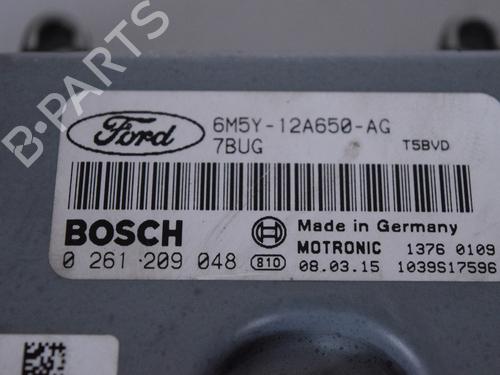 Ford
6M5Y-12A650-AG
7BUG T5BVD
BOSCH
Made in Germany
MOTRONIC 1376 0109
0 261 209 048 810 08.03.15 1039S17596